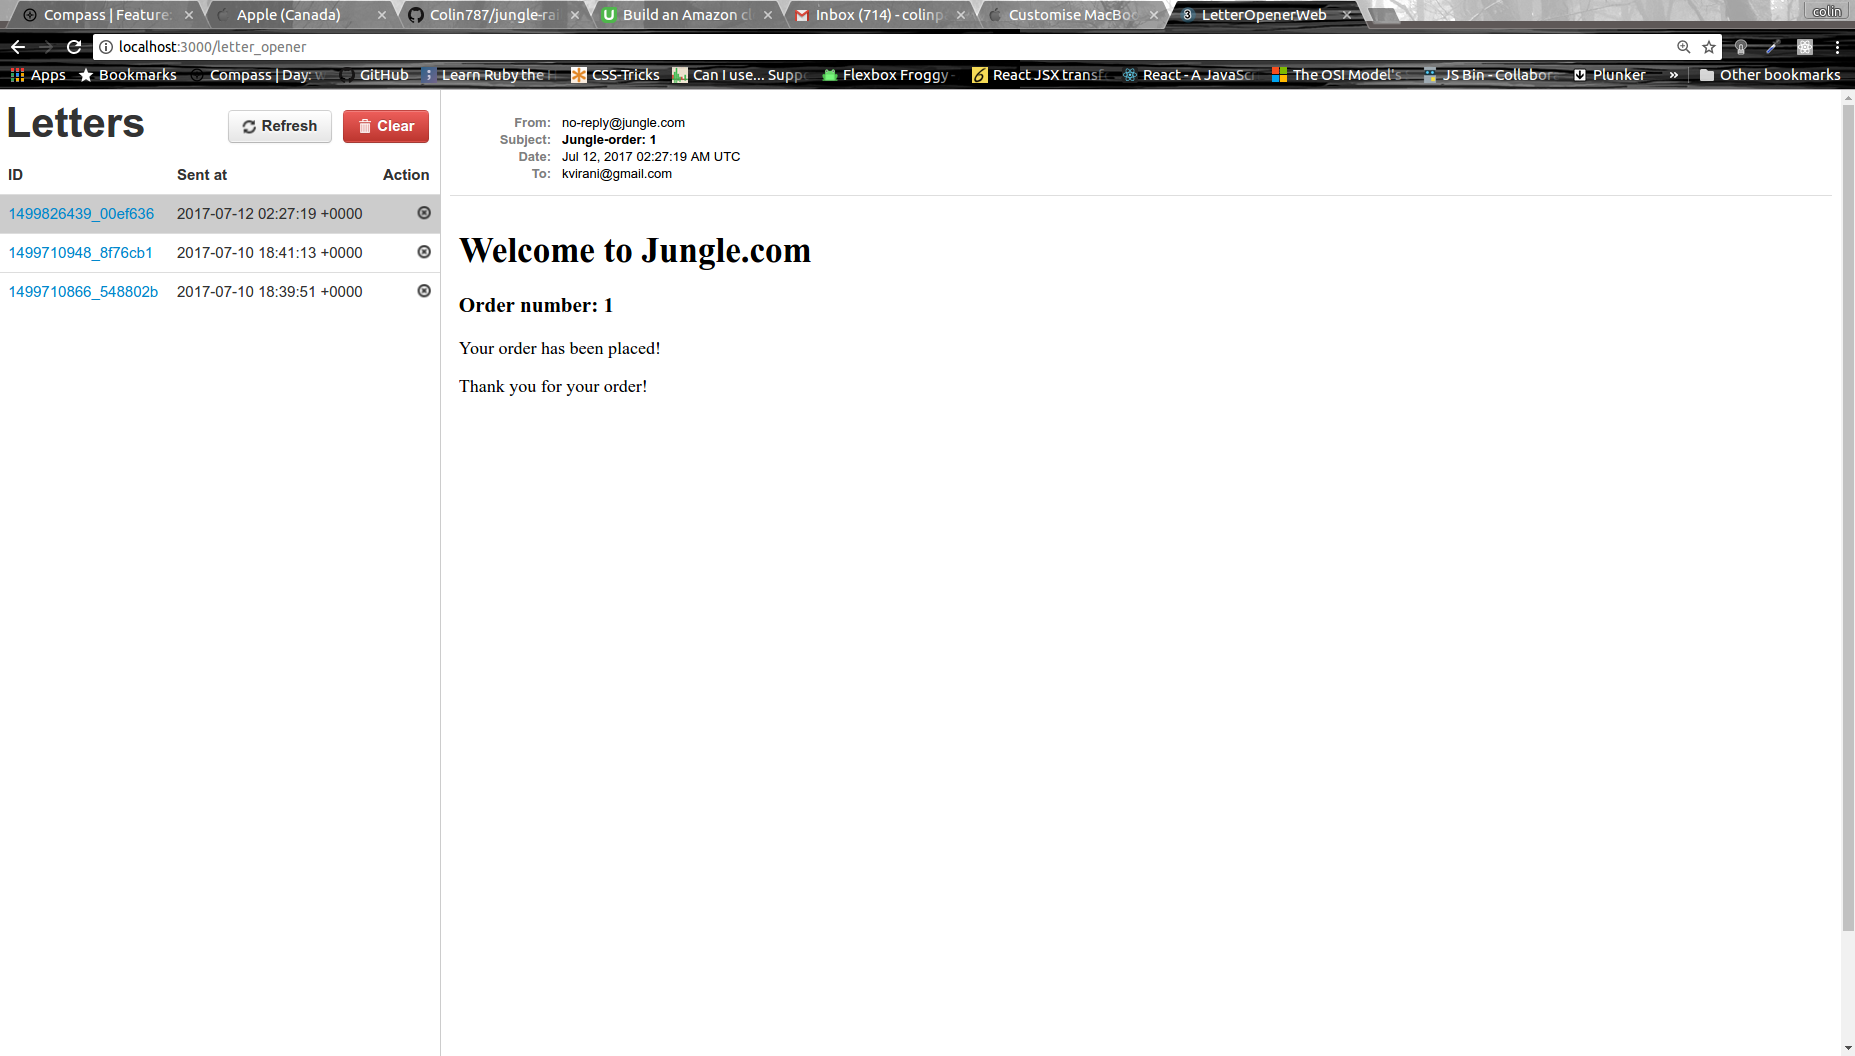 Compass | Feature:
Apple (Canada)
Colin787/jungle-rai
Build an Amazon cl
Inbox (714) - colinp
Customise MacBoo
LetterOpenerWeb
colin
localhost:3000/letter_opener
Apps
Bookmarks
Compass | Day: w
GitHub
Learn Ruby the H
CSS-Tricks
Can I use... Suppo
Flexbox Froggy -
React JSX transf
React - A JavaScr
The OSI Model's
JS Bin - Collabora
Plunker
»
Other bookmarks
Letters
Refresh
Clear
ID Sent at Action
1499826439_00ef636 2017-07-12 02:27:19 +0000
1499710948_8f76cb1 2017-07-10 18:41:13 +0000
1499710866_548802b 2017-07-10 18:39:51 +0000
From: no-reply@jungle.com
Subject: Jungle-order: 1
Date: Jul 12, 2017 02:27:19 AM UTC
To: kvirani@gmail.com
Welcome to Jungle.com
Order number: 1
Your order has been placed!
Thank you for your order!